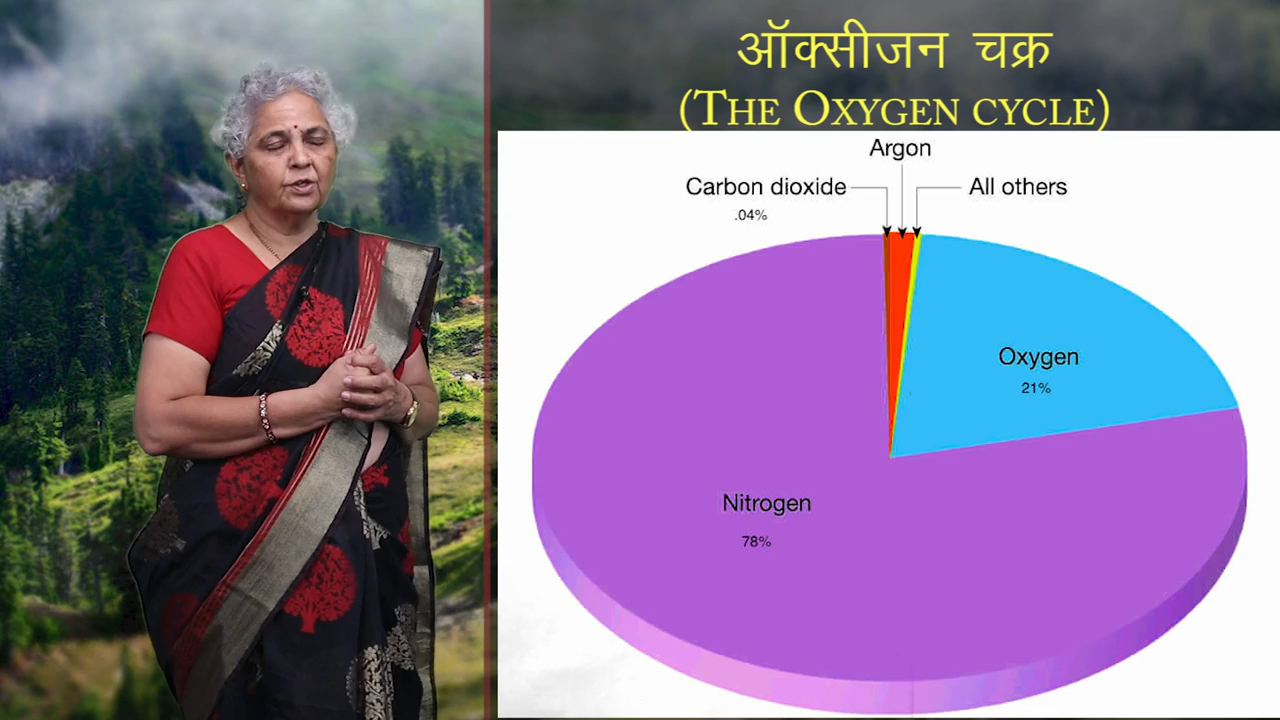 ऑक्सीजन चक्र
(THE OXYGEN CYCLE)
Argon
Carbon dioxide
All others
.04%
Oxygen
21%
Nitrogen
78%